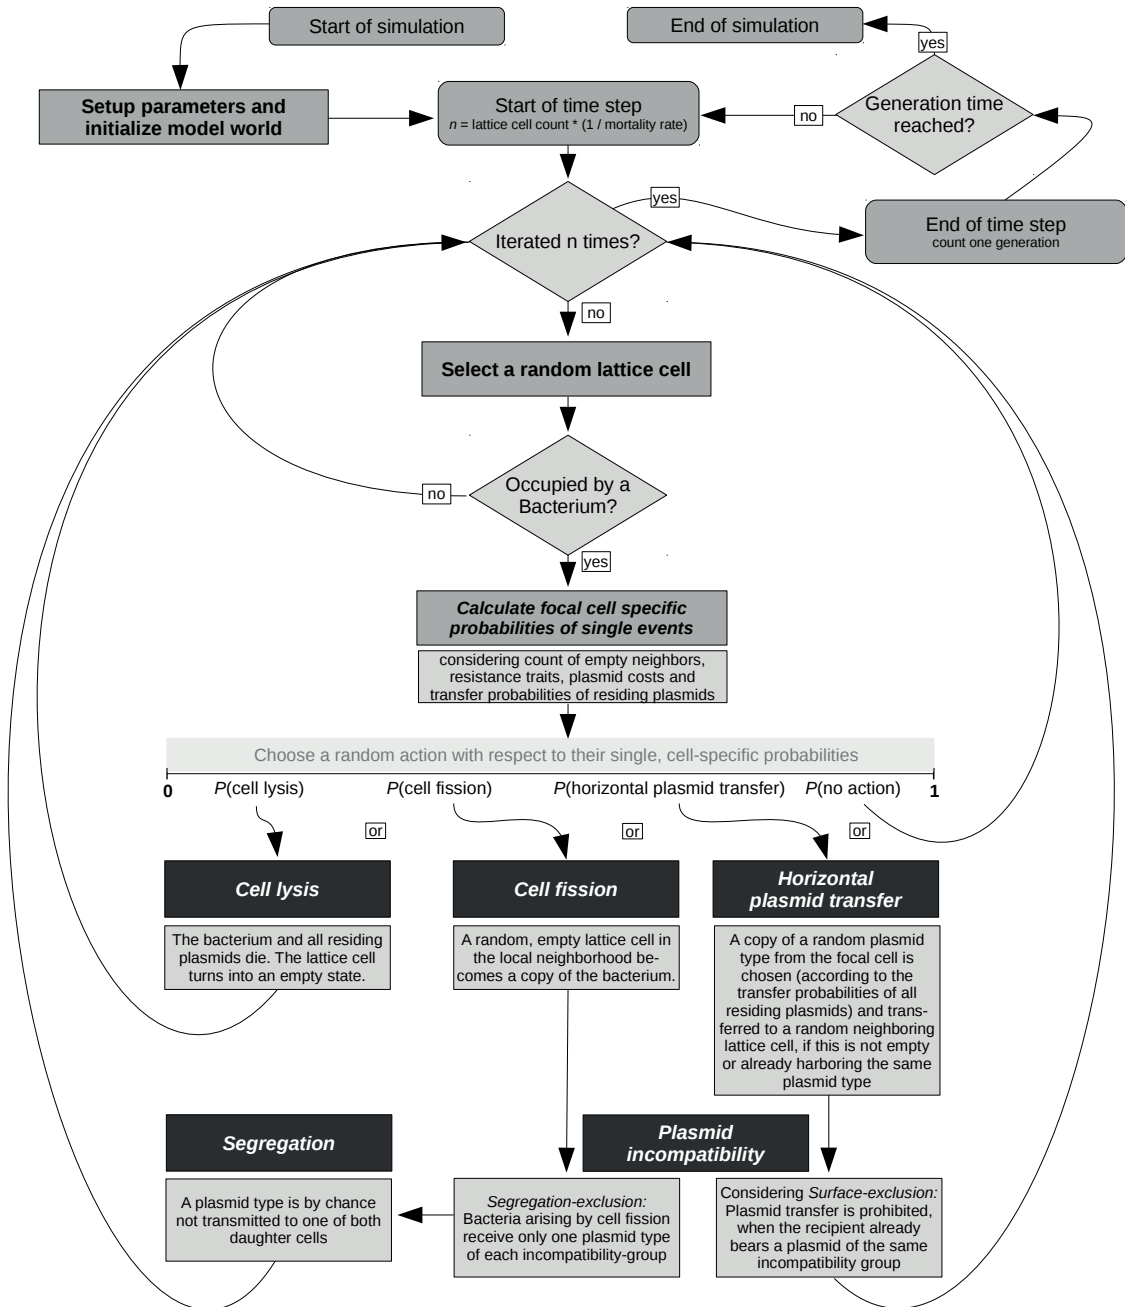 Start of simulation
End of simulation
yes
Setup parameters and
initialize model world
Start of time step
n = lattice cell count * (1 / mortality rate)
no
Generation time
reached?
yes
End of time step
count one generation
Iterated n times?
no
Select a random lattice cell
no
Occupied by a
Bacterium?
yes
Calculate focal cell specific
probabilities of single events
considering count of empty neighbors,
resistance traits, plasmid costs and
transfer probabilities of residing plasmids
Choose a random action with respect to their single, cell-specific probabilities
0
P(cell lysis)
P(cell fission)
P(horizontal plasmid transfer)
P(no action)
1
or
or
or
Cell lysis
The bacterium and all residing
plasmids die. The lattice cell
turns into an empty state.
Cell fission
A random, empty lattice cell in
the local neighborhood be-
comes a copy of the bacterium.
Horizontal
plasmid transfer
A copy of a random plasmid
type from the focal cell is
chosen (according to the
transfer probabilities of all
residing plasmids) and trans-
ferred to a random neighboring
lattice cell, if this is not empty
or already harboring the same
plasmid type
Segregation
A plasmid type is by chance
not transmitted to one of both
daughter cells
Plasmid
incompatibility
Segregation-exclusion:
Bacteria arising by cell fission
receive only one plasmid type
of each incompatibility-group
Considering Surface-exclusion:
Plasmid transfer is prohibited,
when the recipient already
bears a plasmid of the same
incompatibility group